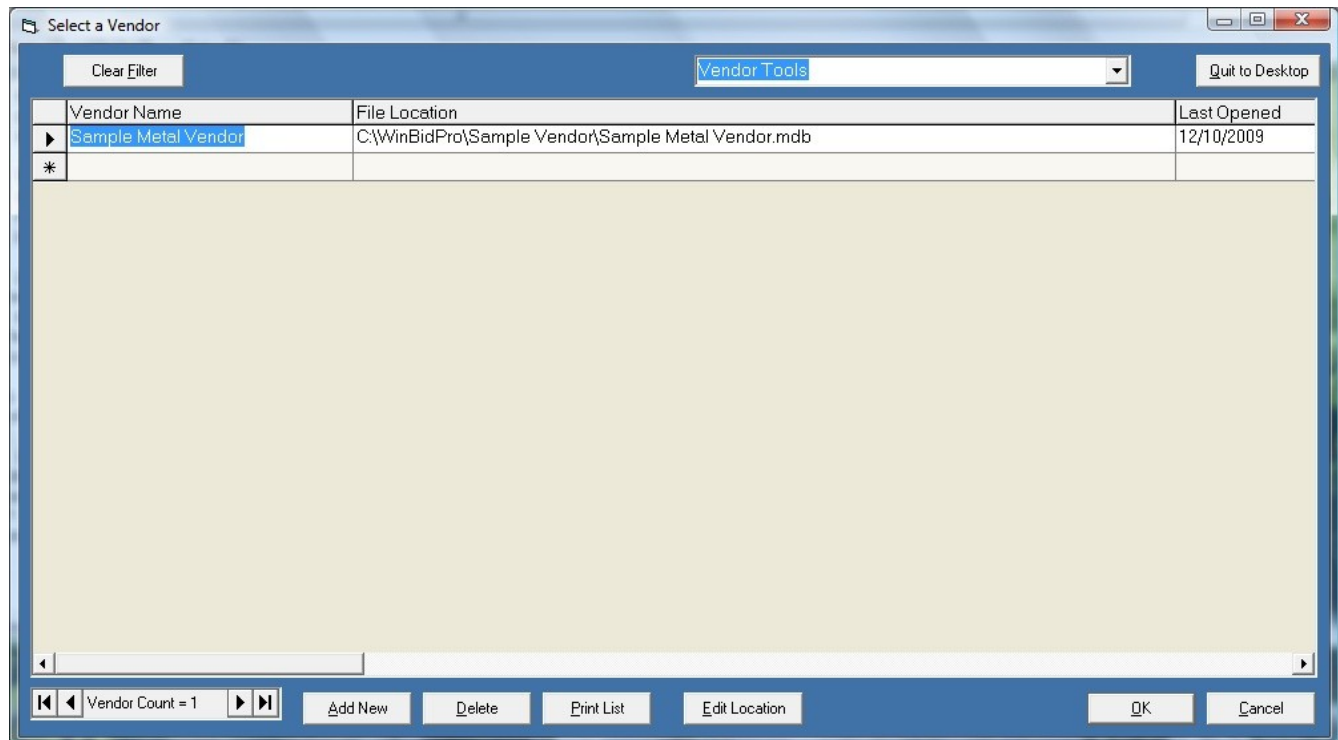 Select a Vendor
Clear Filter Vendor Tools Quit to Desktop
Vendor Name File Location Last Opened
Sample Metal Vendor C:\WinBidPro\Sample Vendor\Sample Metal Vendor.mdb 12/10/2009
*
Vendor Count = 1 Add New Delete Print List Edit Location OK Cancel